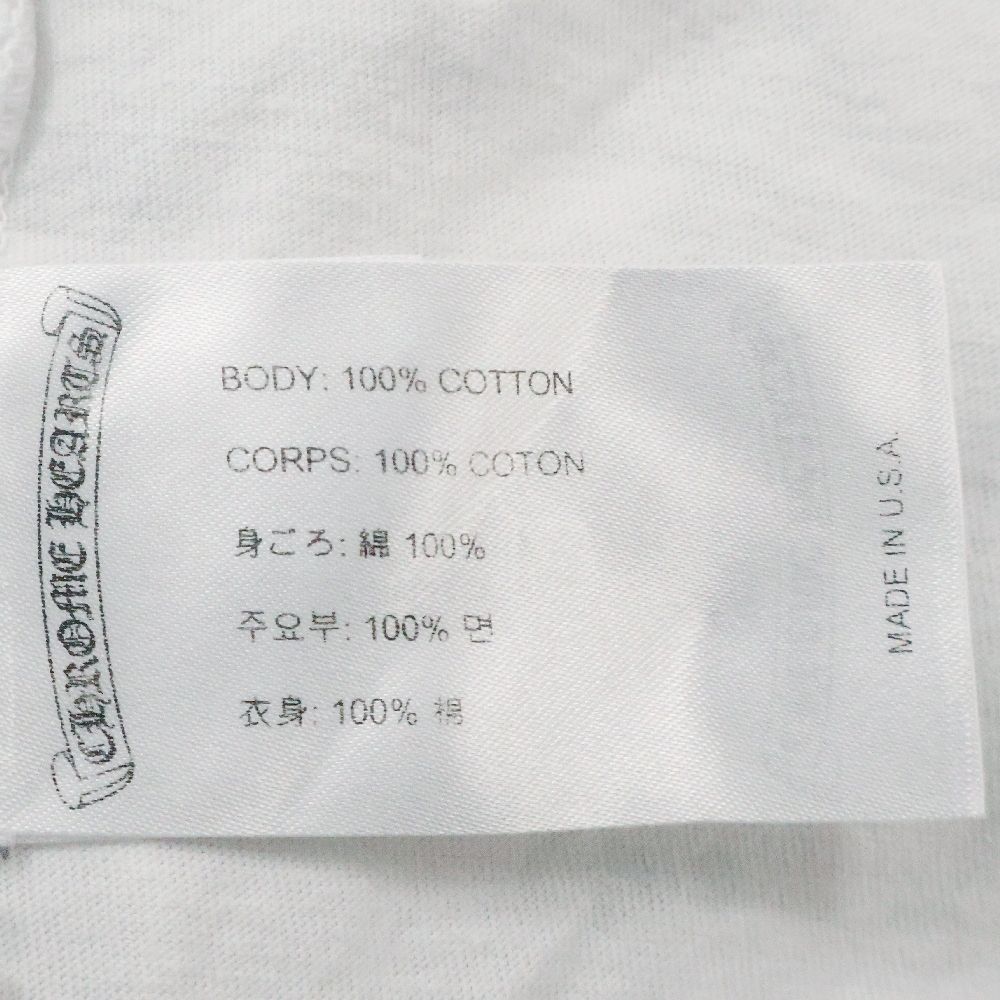 CHROME HEARTS
BODY: 100% COTTON
CORPS: 100% COTON
身ごろ: 綿 100%
주요부: 100% 면
衣身: 100% 棉
MADE IN U.S.A.